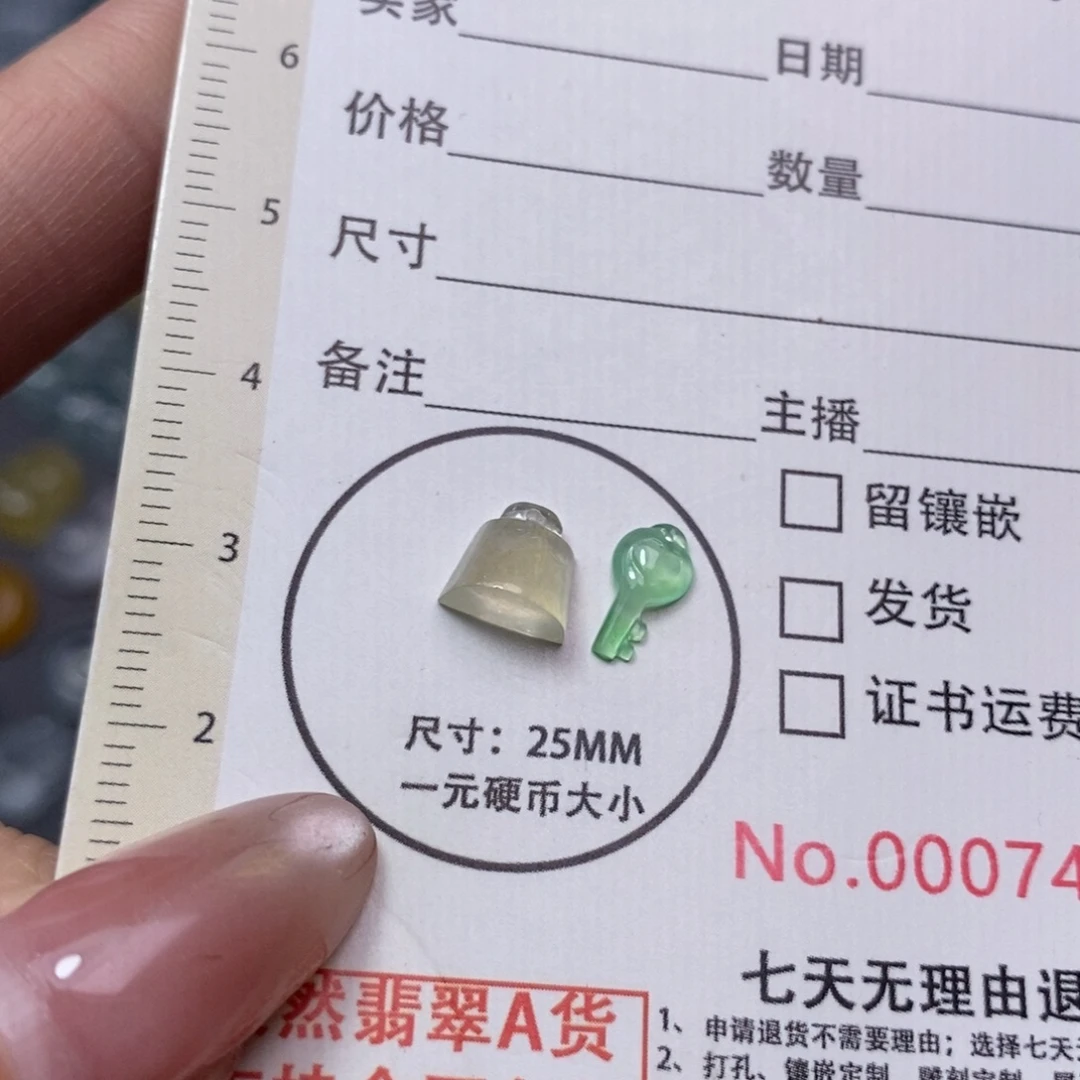 6
买家
日期
价格
数量
5
尺寸
4
备注
主播
留镶嵌
3
发货
证书运费
2
尺寸：25MM
一元硬币大小
No.00074
七天无理由退
然翡翠A货
1、申请退货不需要理由；选择七天
2、打孔、镶嵌定制、雕刻定制